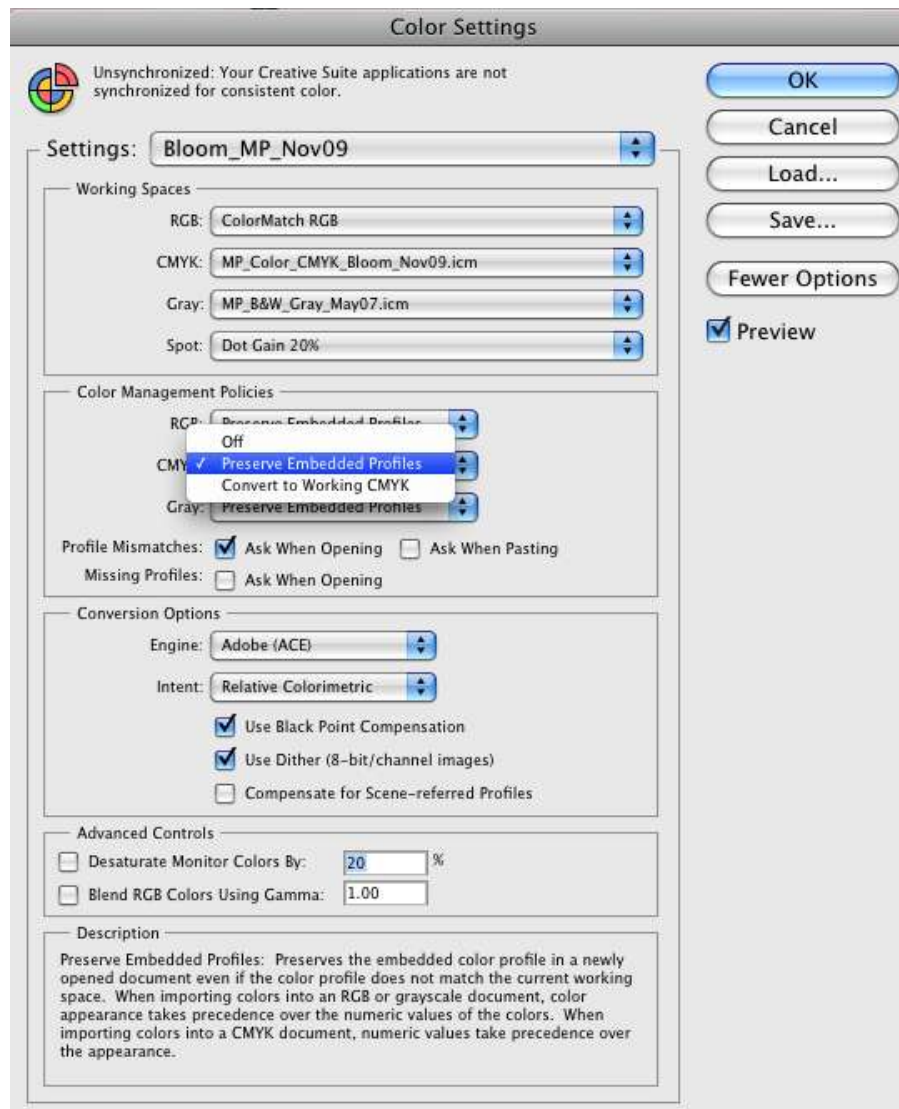 Color Settings
Unsynchronized: Your Creative Suite applications are not
synchronized for consistent color.
OK
Cancel
Load...
Save...
Fewer Options
Preview
Settings: Bloom_MP_Nov09
Working Spaces
RGB: ColorMatch RGB
CMYK: MP_Color_CMYK_Bloom_Nov09.icm
Gray: MP_B&W_Gray_May07.icm
Spot: Dot Gain 20%
Color Management Policies
RGB: Preserve Embedded Profiles
Off
CMY ✓ Preserve Embedded Profiles
Convert to Working CMYK
Gray: Preserve Embedded Profiles
Profile Mismatches: Ask When Opening Ask When Pasting
Missing Profiles: Ask When Opening
Conversion Options
Engine: Adobe (ACE)
Intent: Relative Colorimetric
Use Black Point Compensation
Use Dither (8-bit/channel images)
Compensate for Scene-referred Profiles
Advanced Controls
Desaturate Monitor Colors By: 20 %
Blend RGB Colors Using Gamma: 1.00
Description
Preserve Embedded Profiles: Preserves the embedded color profile in a newly
opened document even if the color profile does not match the current working
space. When importing colors into an RGB or grayscale document, color
appearance takes precedence over the numeric values of the colors. When
importing colors into a CMYK document, numeric values take precedence over
the appearance.